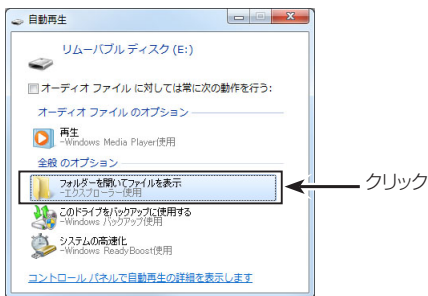 自動再生
リムーバブル ディスク (E:)
オーディオ ファイル に対しては常に次の動作を行う:
オーディオ ファイル のオプション
再生
-Windows Media Player使用
全般 のオプション
フォルダーを開いてファイルを表示
-エクスプローラー使用
クリック
このドライブをバックアップに使用する
-Windows バックアップ使用
システムの高速化
-Windows ReadyBoost使用
コントロール パネルで自動再生の詳細を表示します